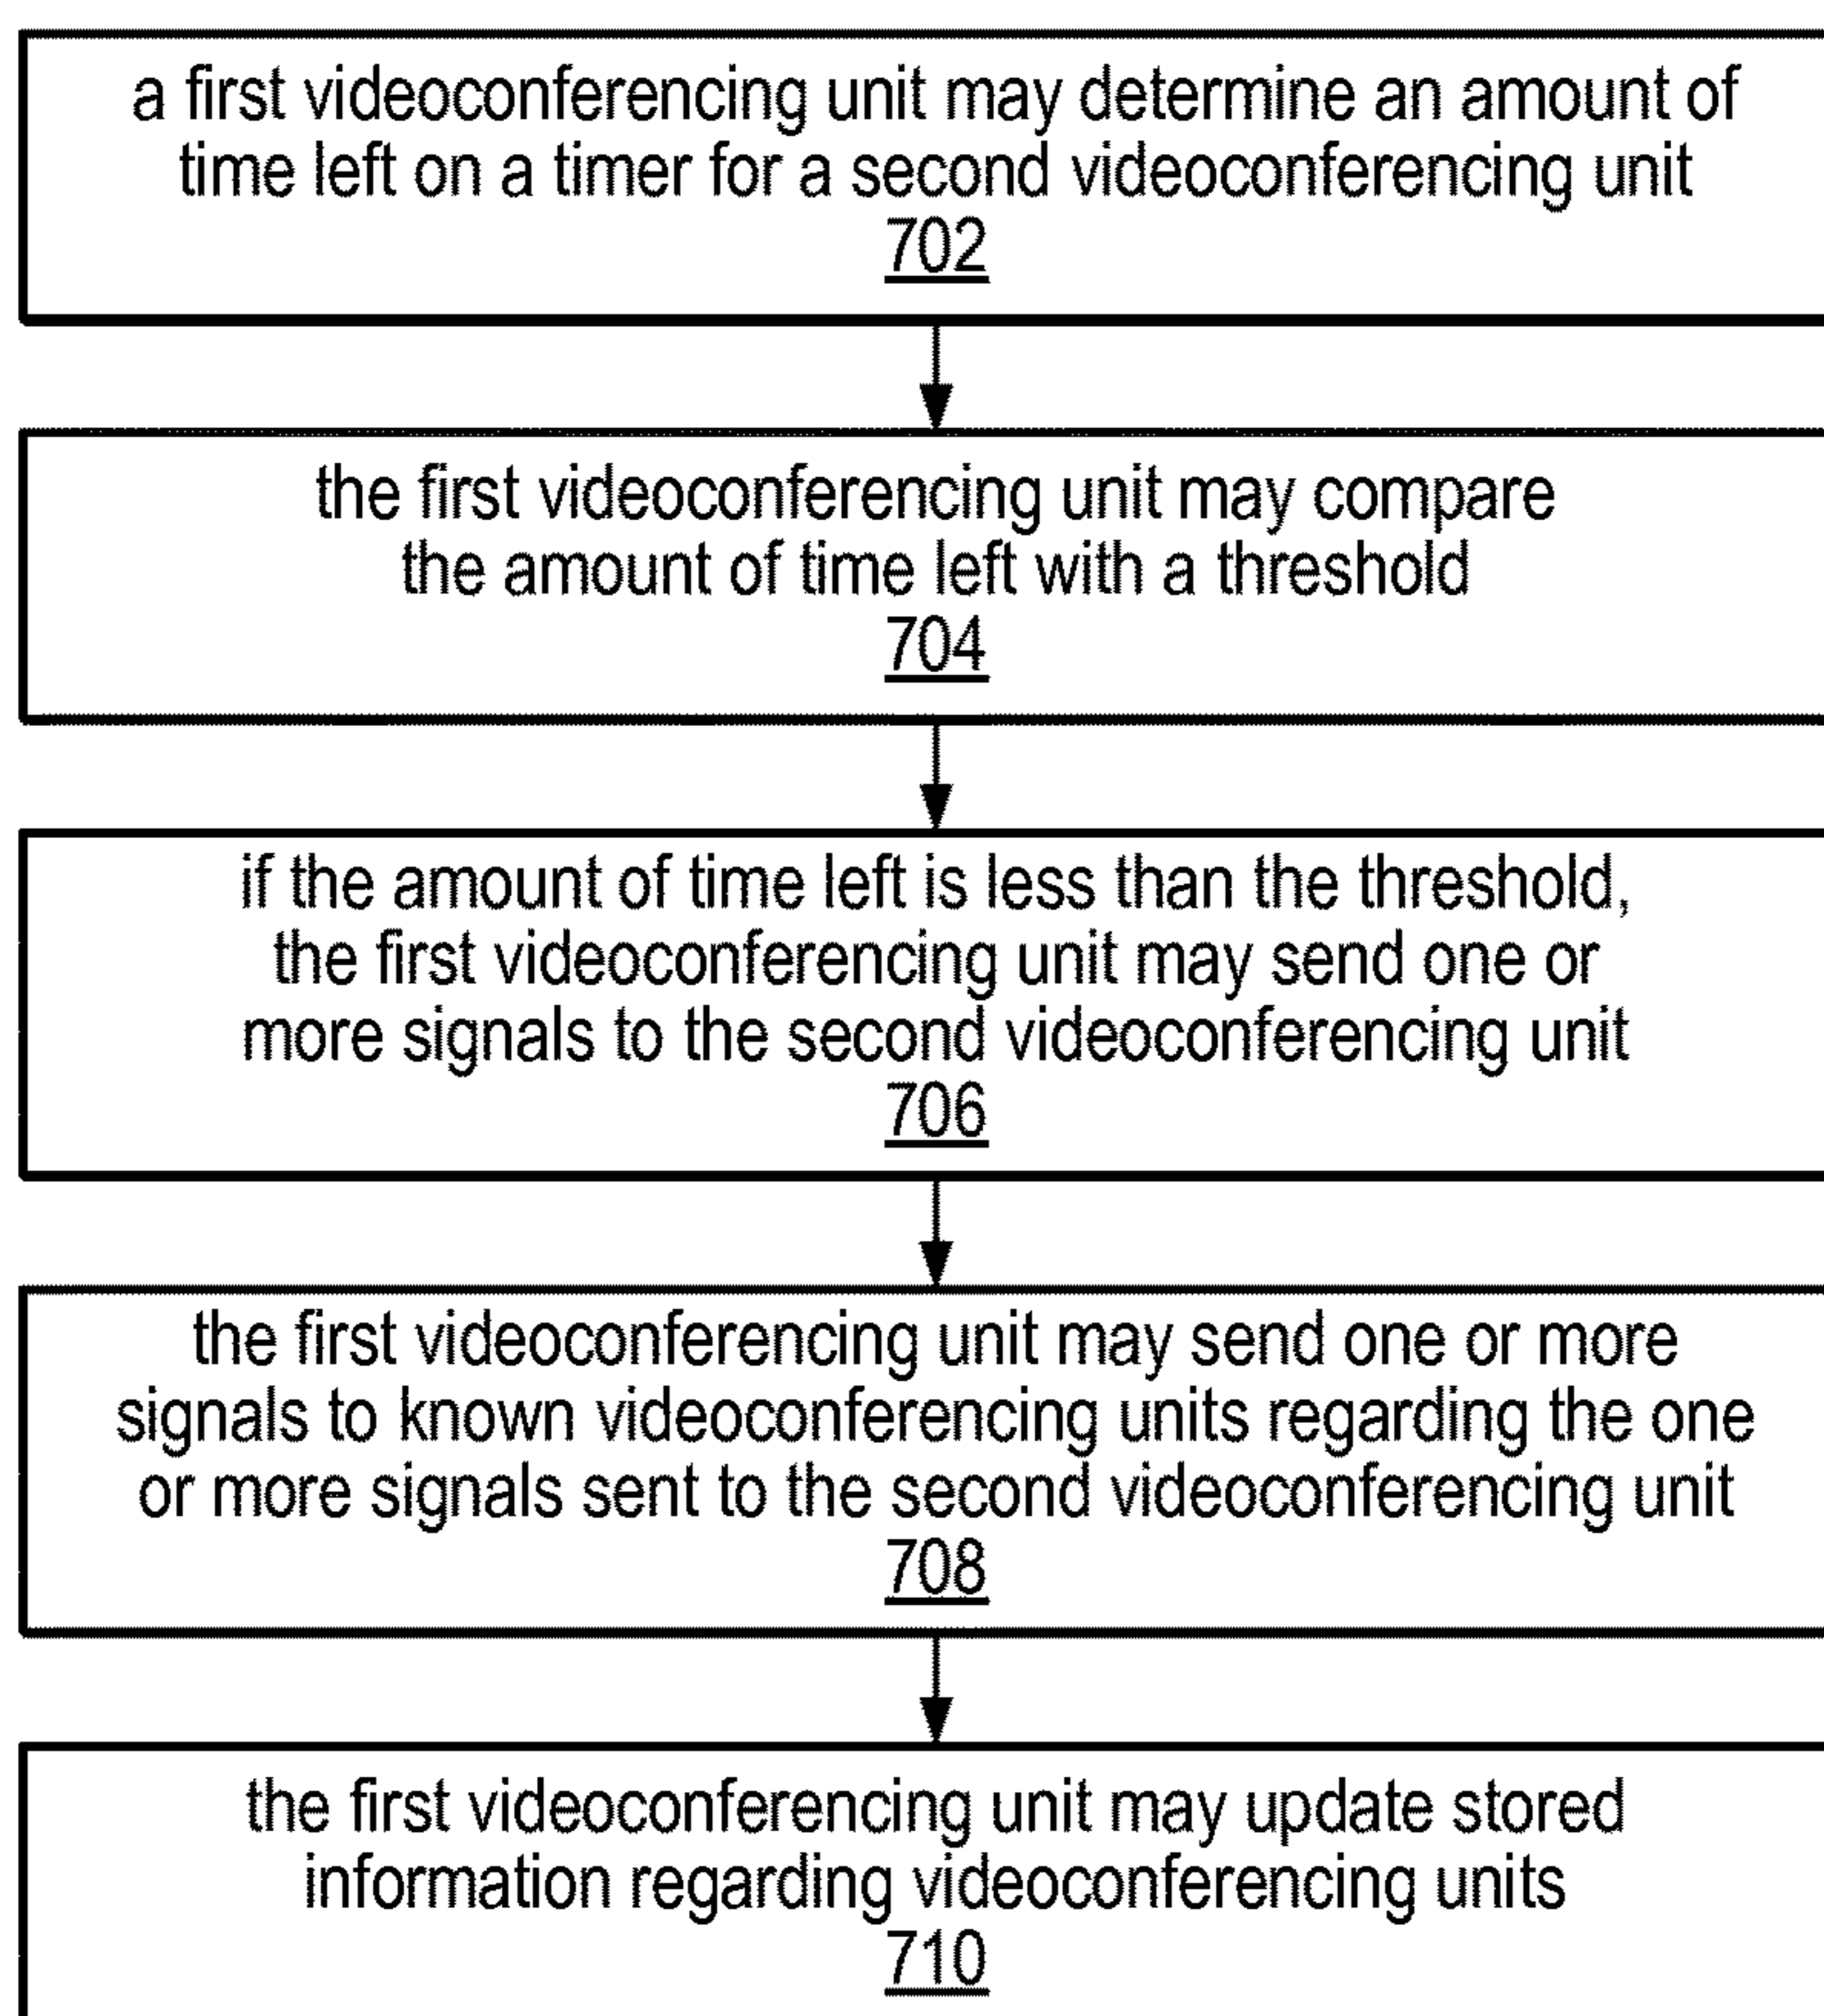 a first videoconferencing unit may determine an amount of
time left on a timer for a second videoconferencing unit
702
the first videoconferencing unit may compare
the amount of time left with a threshold
704
if the amount of time left is less than the threshold,
the first videoconferencing unit may send one or
more signals to the second videoconferencing unit
706
the first videoconferencing unit may send one or more
signals to known videoconferencing units regarding the one
or more signals sent to the second videoconferencing unit
708
the first videoconferencing unit may update stored
information regarding videoconferencing units
710